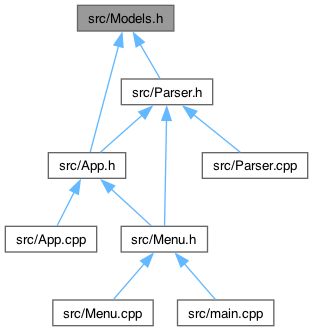 src/Models.h
src/Parser.h
src/App.h
src/Parser.cpp
src/App.cpp
src/Menu.h
src/Menu.cpp
src/main.cpp